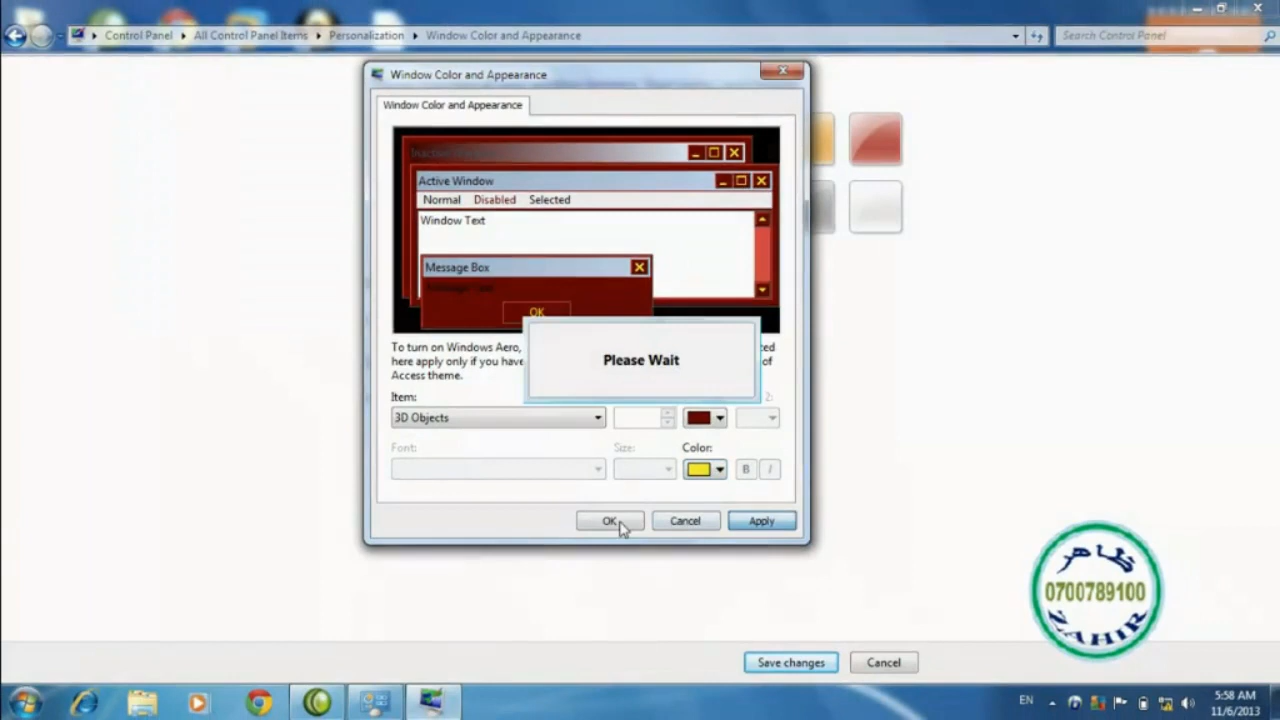 Control Panel
All Control Panel Items
Personalization
Window Color and Appearance
Search Control Panel
Window Color and Appearance
Window Color and Appearance
Active Window
Normal Disabled Selected
Window Text
Message Box
OK
To turn on Windows Aero,
here apply only if you have
of
Access theme.
Please Wait
Item:
2:
3D Objects
Font:
Size:
Color:
B
I
OK
Cancel
Apply
ظاهر
0700789100
ZAHIR
Save changes
Cancel
EN
5:58 AM
11/6/2013